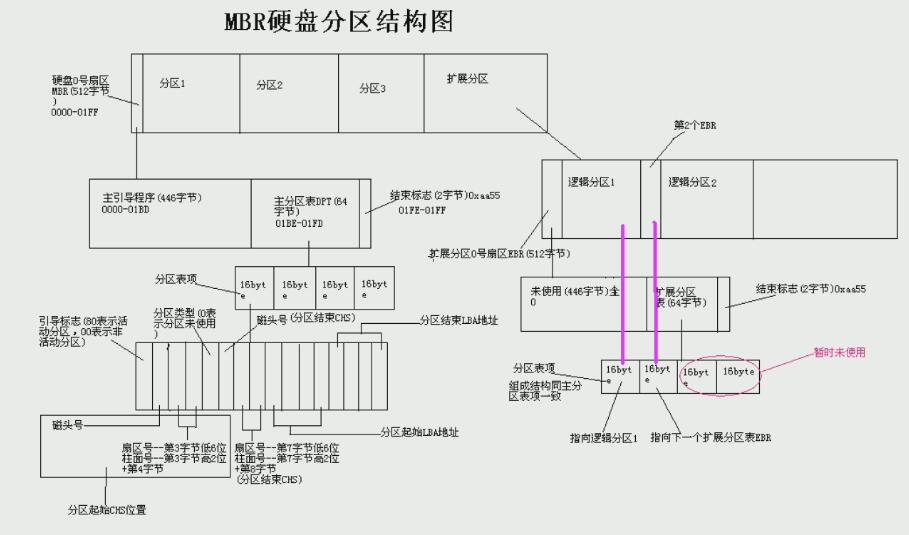 MBR硬盘分区结构图
硬盘0号扇区
MBR(512字节
)
0000-01FF
分区1
分区2
分区3
扩展分区
第2个EBR
逻辑分区1
逻辑分区2
主引导程序(446字节)
0000-01BD
主分区表DPT(64
字节)
01BE-01FD
结束标志(2字节)0xaa55
01FE-01FF
扩展分区0号扇区EBR(512字节)
分区表项
16byt
e
16byt
e
16byt
e
16byt
e
未使用(446字节)全
0
扩展分区
表(64字节)
结束标志(2字节)0xaa55
引导标志(80表示活
动分区，00表示非
活动分区)
分区类型(0表
示分区未使用
)
磁头号(分区结束CHS)
分区结束LBA地址
暂时未使用
分区表项
组成结构同主分
区表项一致
16byt
e
16byt
e
16byt
e
16byte
指向逻辑分区1
指向下一个扩展分区表EBR
磁头号
扇区号--第3字节低6位
柱面号--第3字节高2位
+第4字节
扇区号--第7字节低6位
柱面号--第7字节高2位
+第8字节
(分区结束CHS)
分区起始LBA地址
分区起始CHS位置